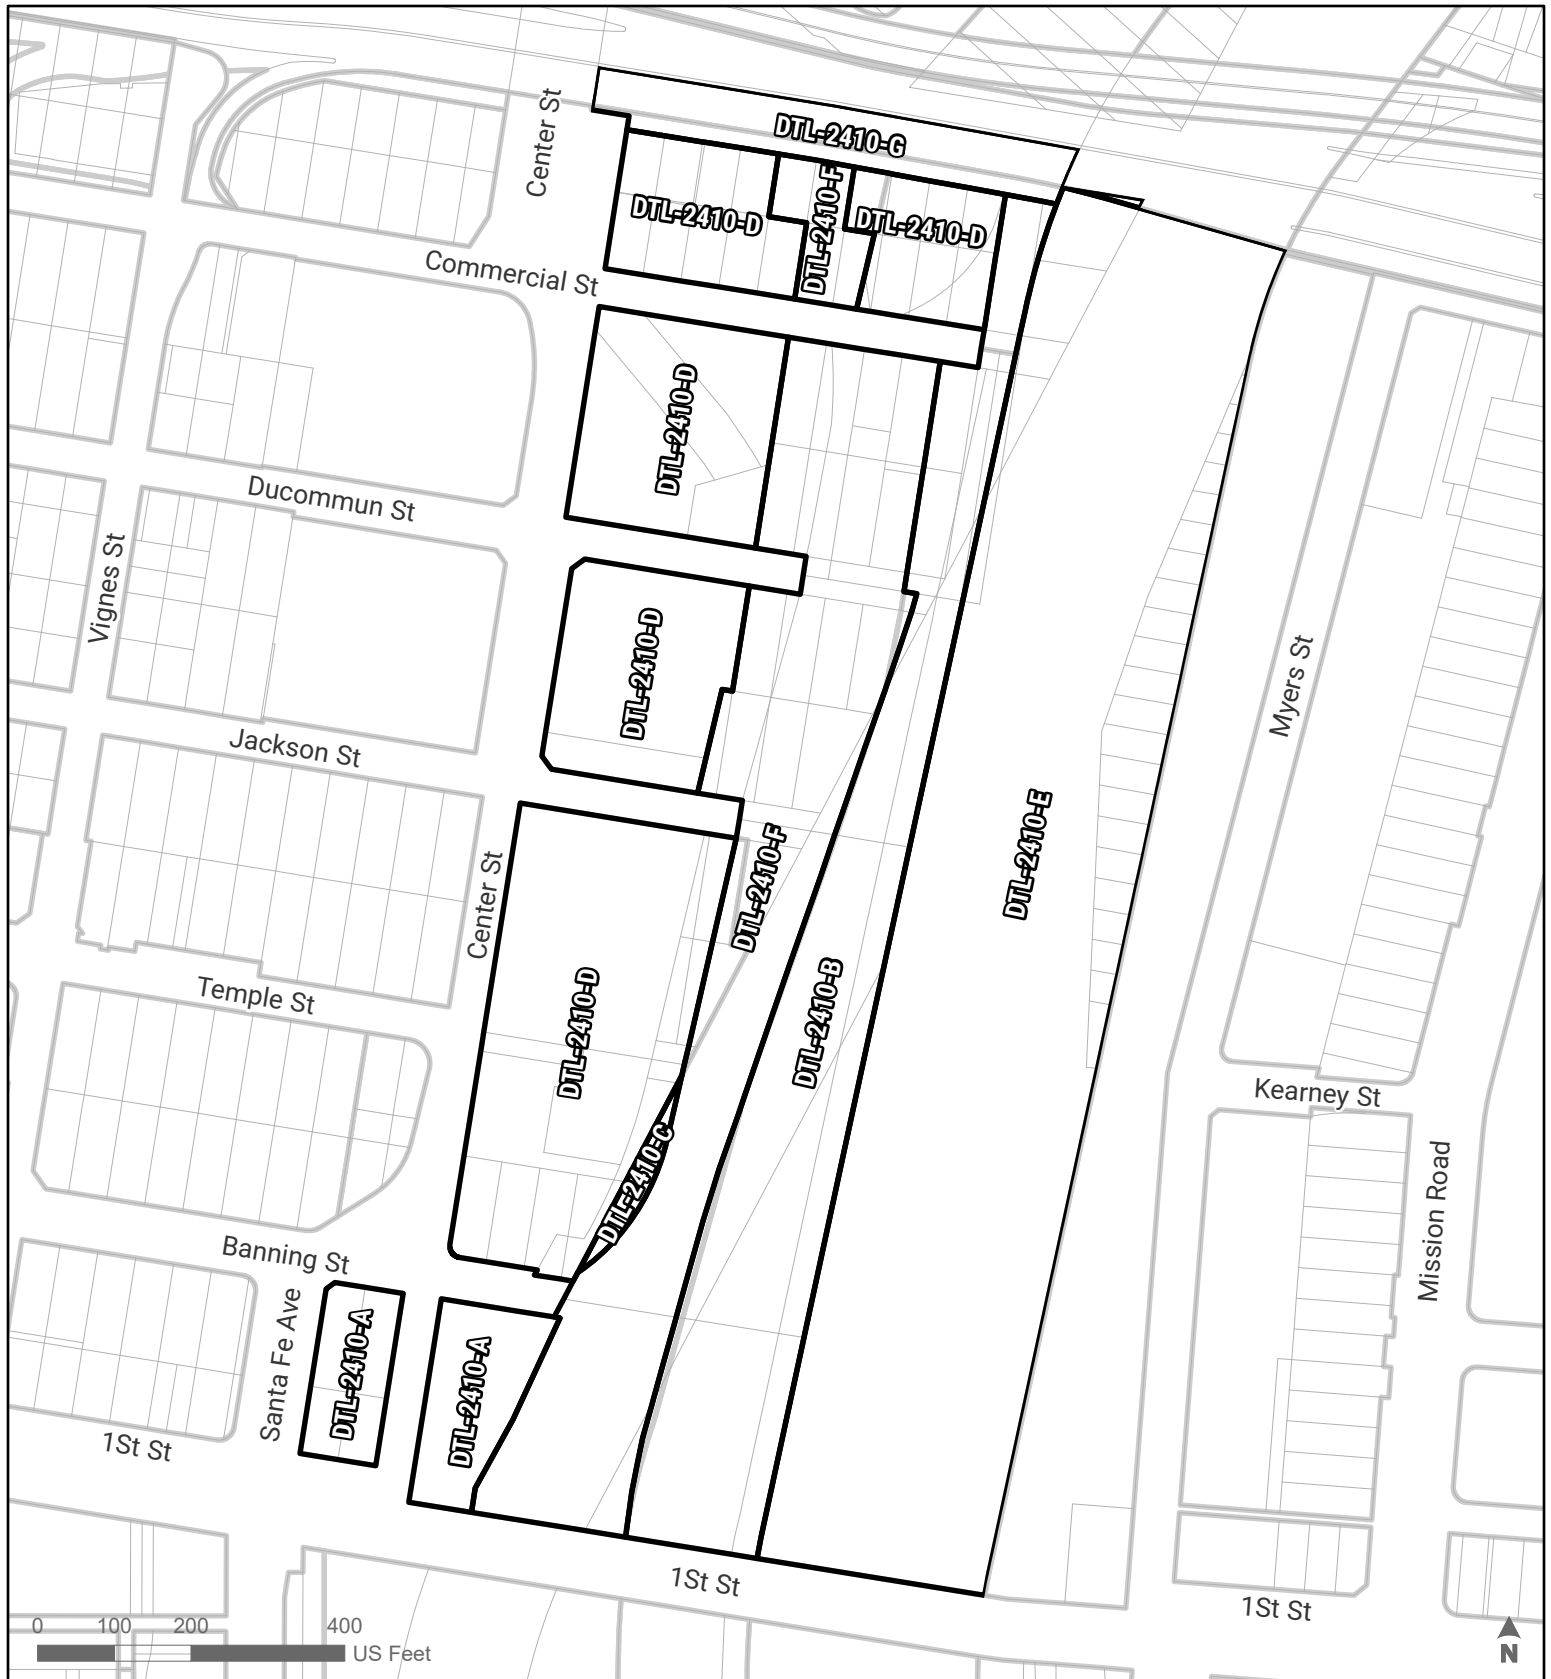 DTL-2410-G
Center St
DTL-2410-D
DTL-2410-F
DTL-2410-D
Commercial St
DTL-2410-D
Ducommun St
Vignes St
DTL-2410-D
Myers St
Jackson St
DTL-2410-E
DTL-2410-F
Center St
DTL-2410-B
DTL-2410-D
Temple St
Kearney St
DTL-2410-C
Mission Road
Banning St
Santa Fe Ave
DTL-2410-A
DTL-2410-A
1St St
1St St
1St St
0 100 200 400
US Feet
N